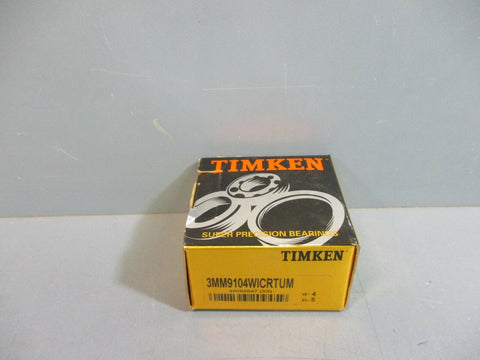 TIMKEN
SUPER PRECISION BEARINGS
TIMKEN
3MM9104WICRTUM